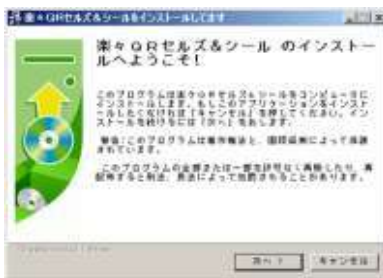 楽々QRセルズ&シールをインストールしてます
楽々QRセルズ&シール のインストー
ルへようこそ!
このプログラムは楽々QRセルズ&シールをコンピュータに
インストールします。もしこのアプリケーションをインスト
ールしたくなければ「キャンセル」を押してください。イン
ストールを続けるには「次へ」を押します。
警告:このプログラムは著作権法と、国際条約によって保護
されています。
このプログラムの全部または一部を許可なく再販したり、再
配布すると刑法、民法によって処罰されることがあります。
次へ >
キャンセル